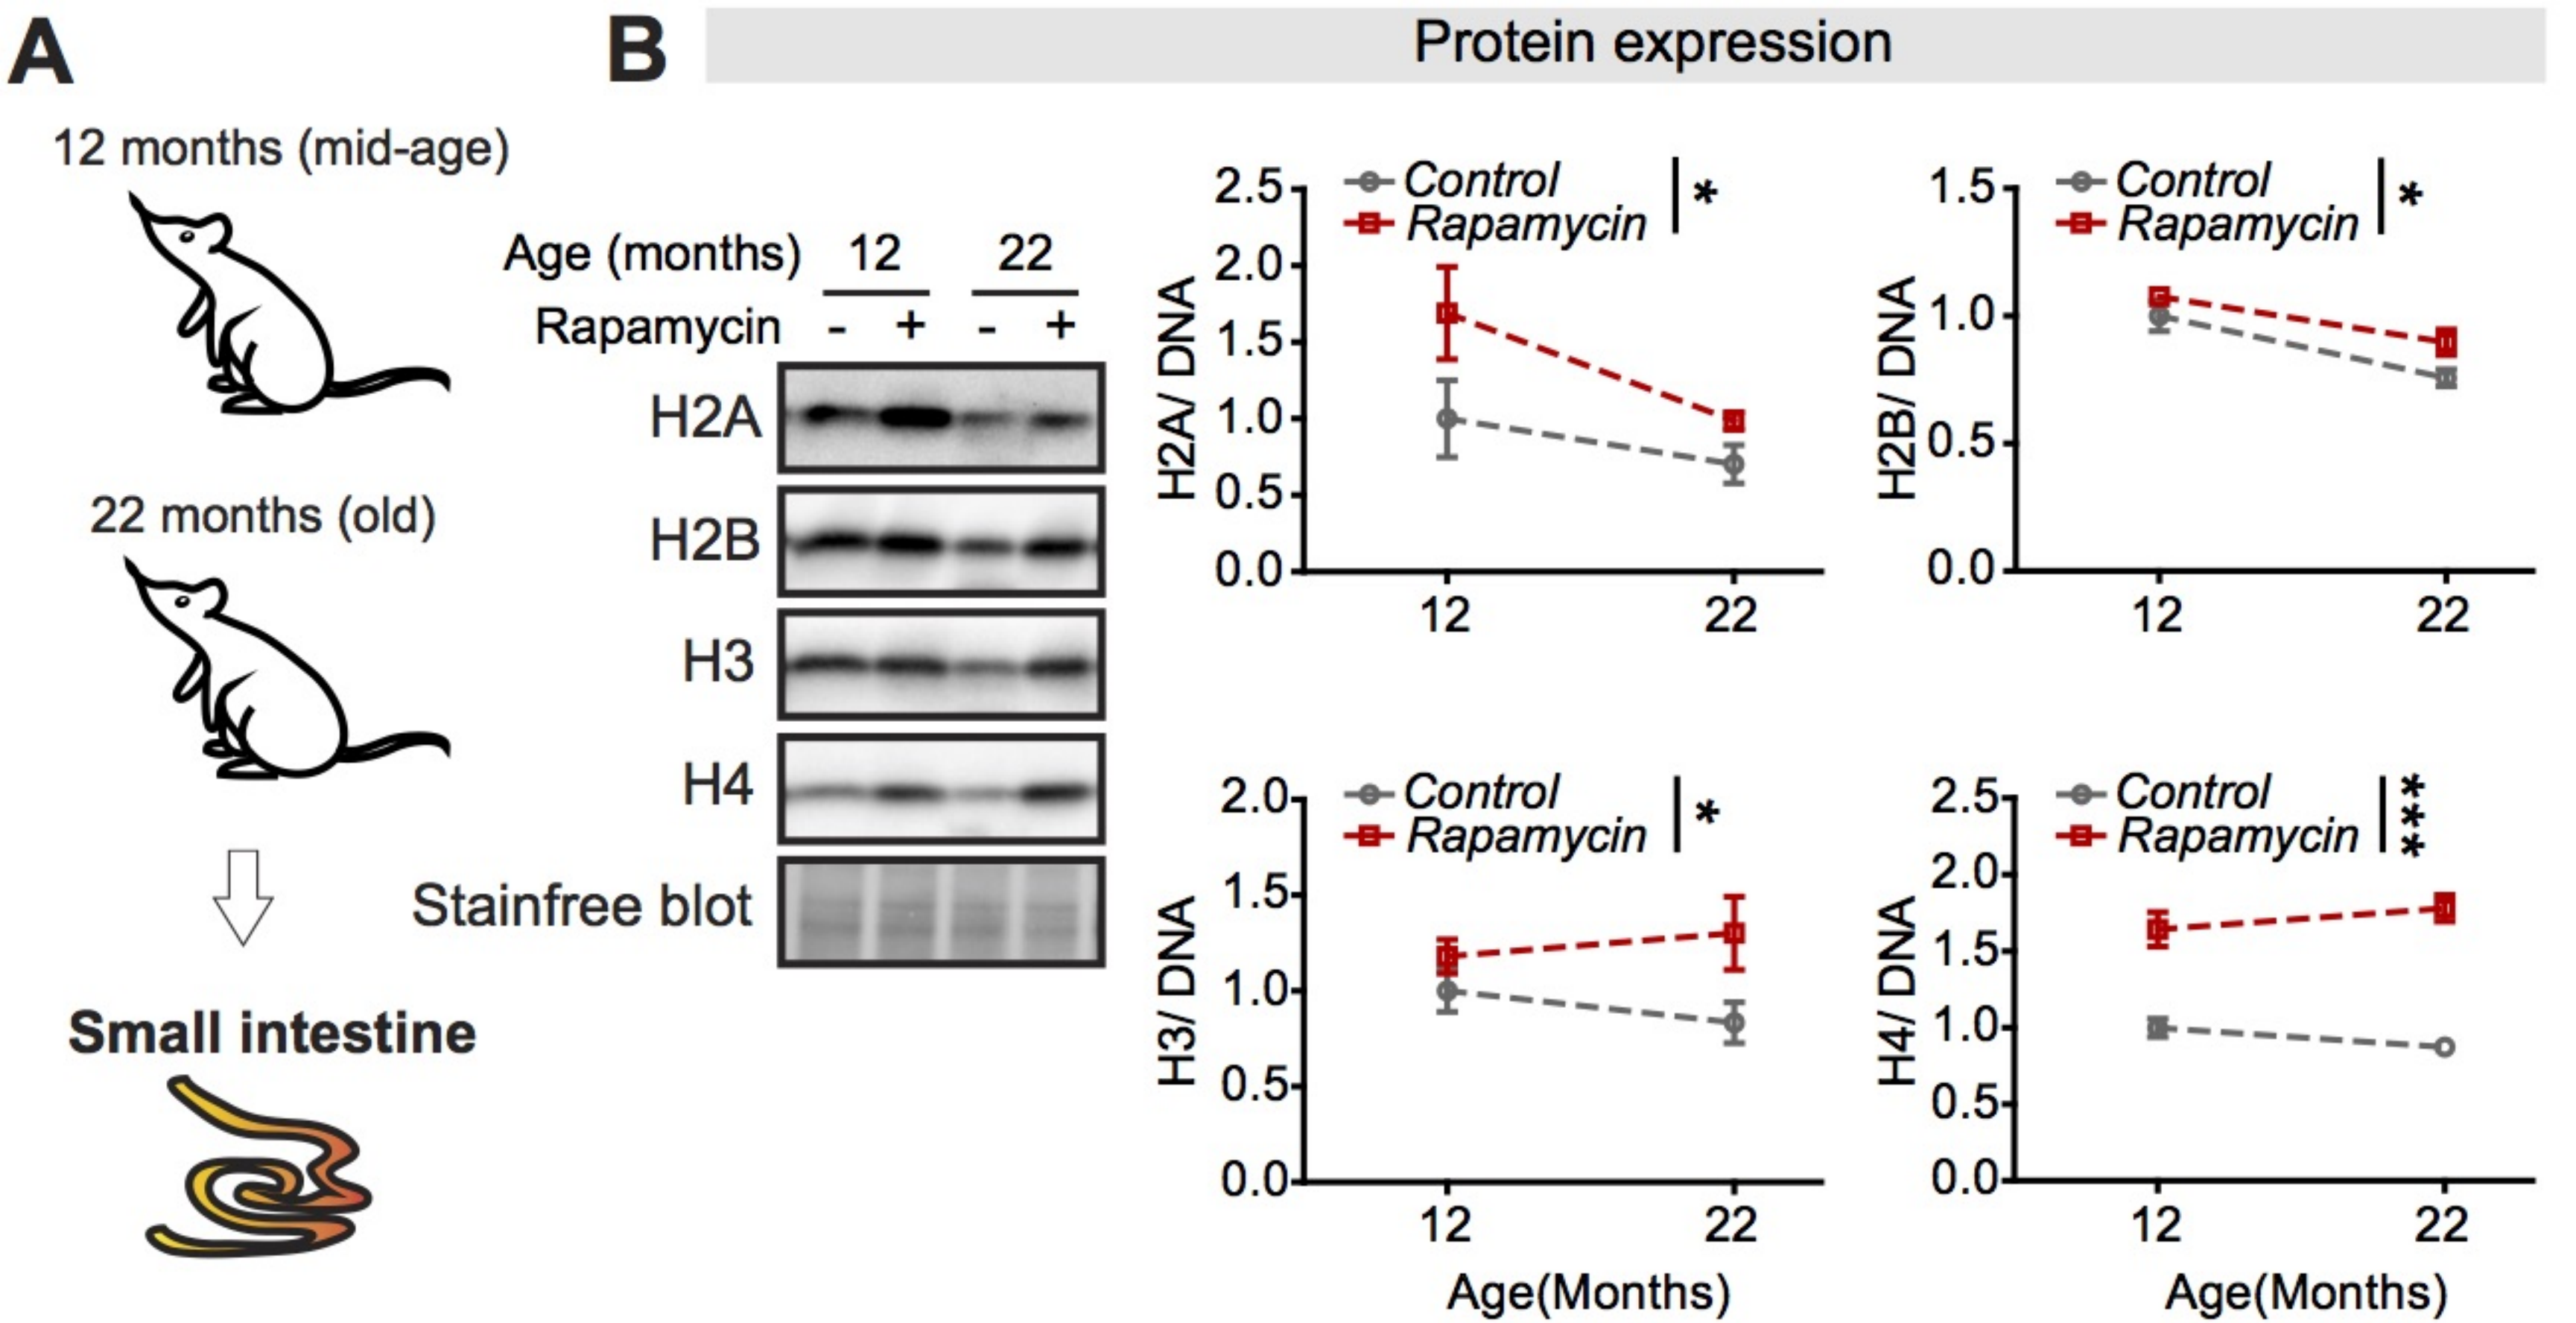 A
12 months (mid-age)
22 months (old)
Small intestine
B
Protein expression
Age (months) 12 22
Rapamycin - + - +
H2A
H2B
H3
H4
Stainfree blot
Control
Rapamycin
*
H2A/ DNA
2.5
2.0
1.5
1.0
0.5
0.0
12 22
Control
Rapamycin
*
H2B/ DNA
1.5
1.0
0.5
0.0
12 22
Control
Rapamycin
*
H3/ DNA
2.0
1.5
1.0
0.5
0.0
12 22
Age(Months)
Control
Rapamycin
***
H4/ DNA
2.5
2.0
1.5
1.0
0.5
0.0
12 22
Age(Months)